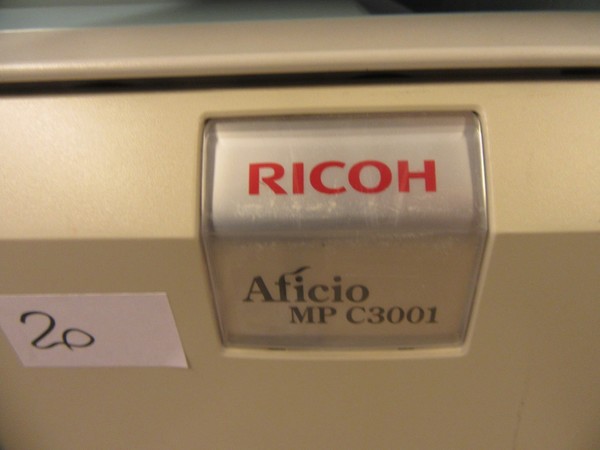 RICOH
Aficio
MP C3001
20